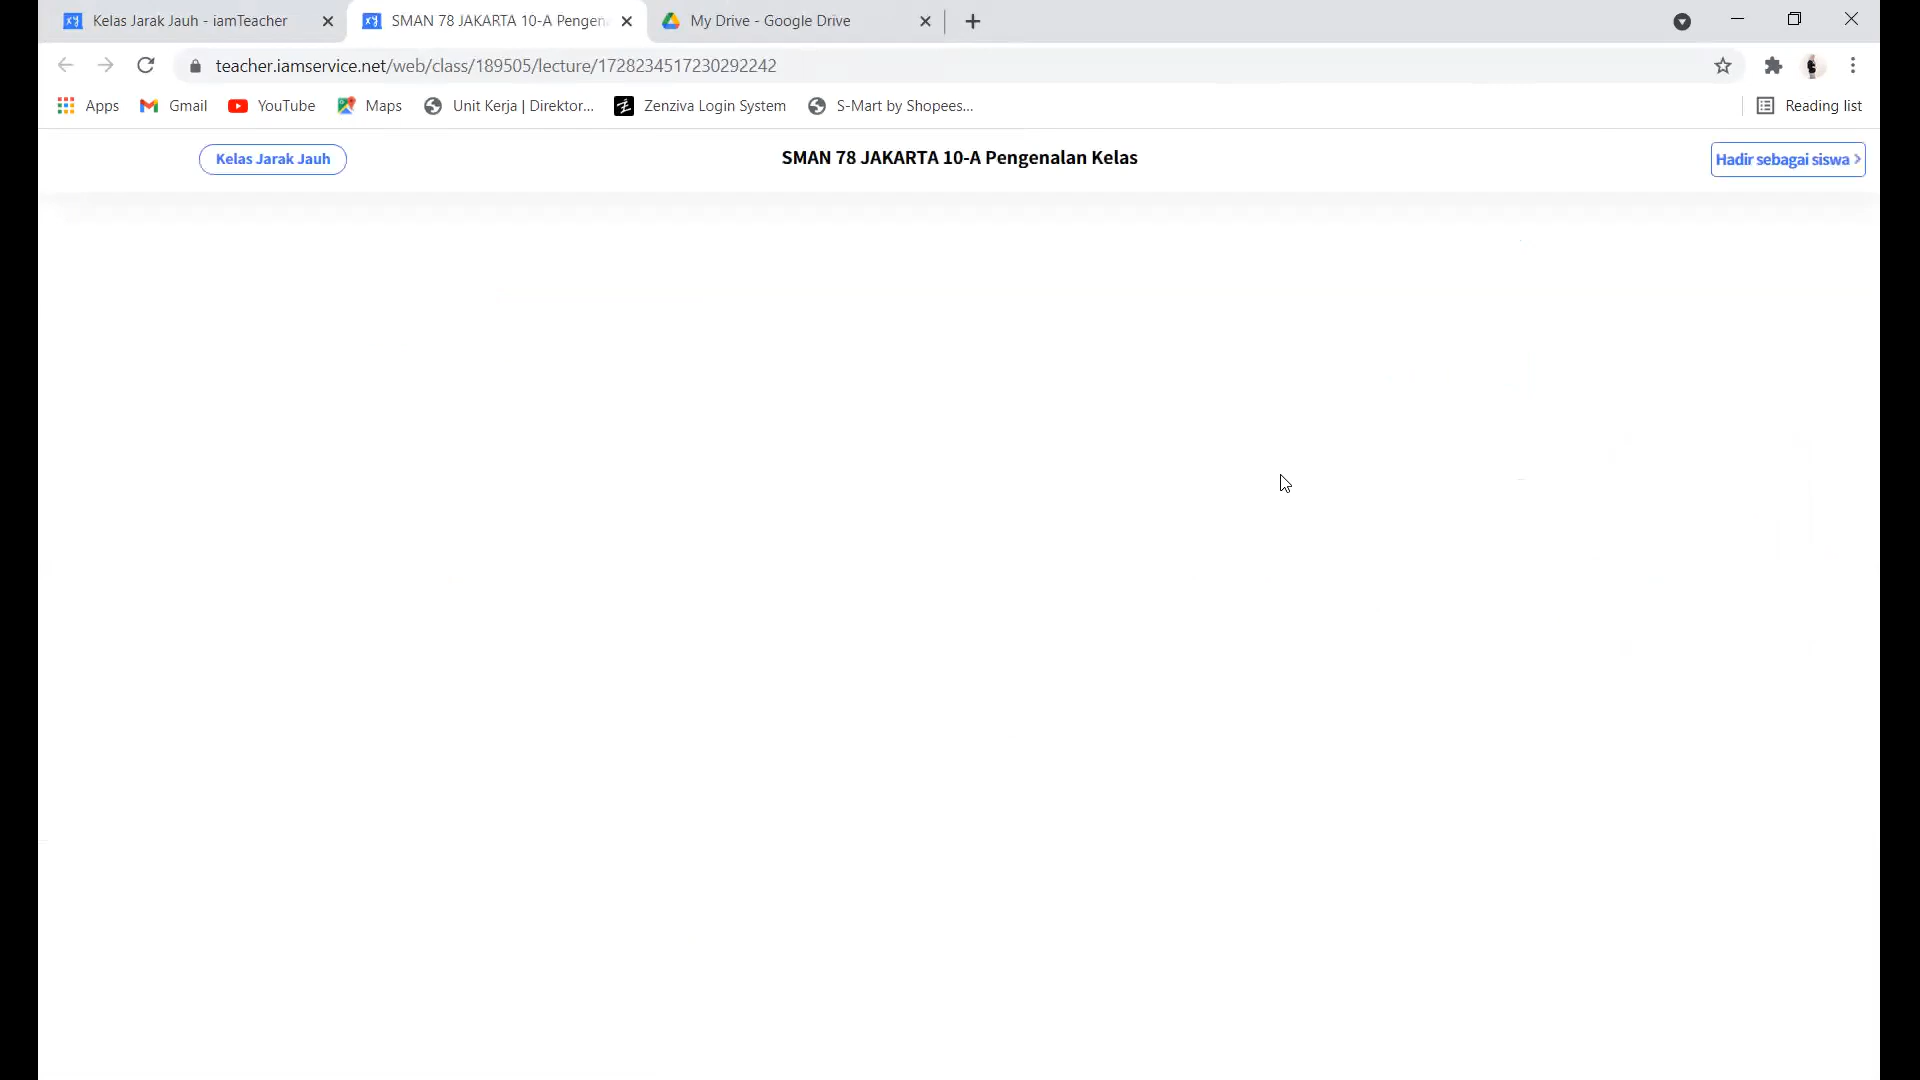 Kelas Jarak Jauh - iamTeacher
SMAN 78 JAKARTA 10-A Pengen
My Drive - Google Drive
teacher.iamservice.net/web/class/189505/lecture/1728234517230292242
Apps
Gmail
YouTube
Maps
Unit Kerja | Direktor...
Zenziva Login System
S-Mart by Shopees...
Reading list
Kelas Jarak Jauh
SMAN 78 JAKARTA 10-A Pengenalan Kelas
Hadir sebagai siswa >